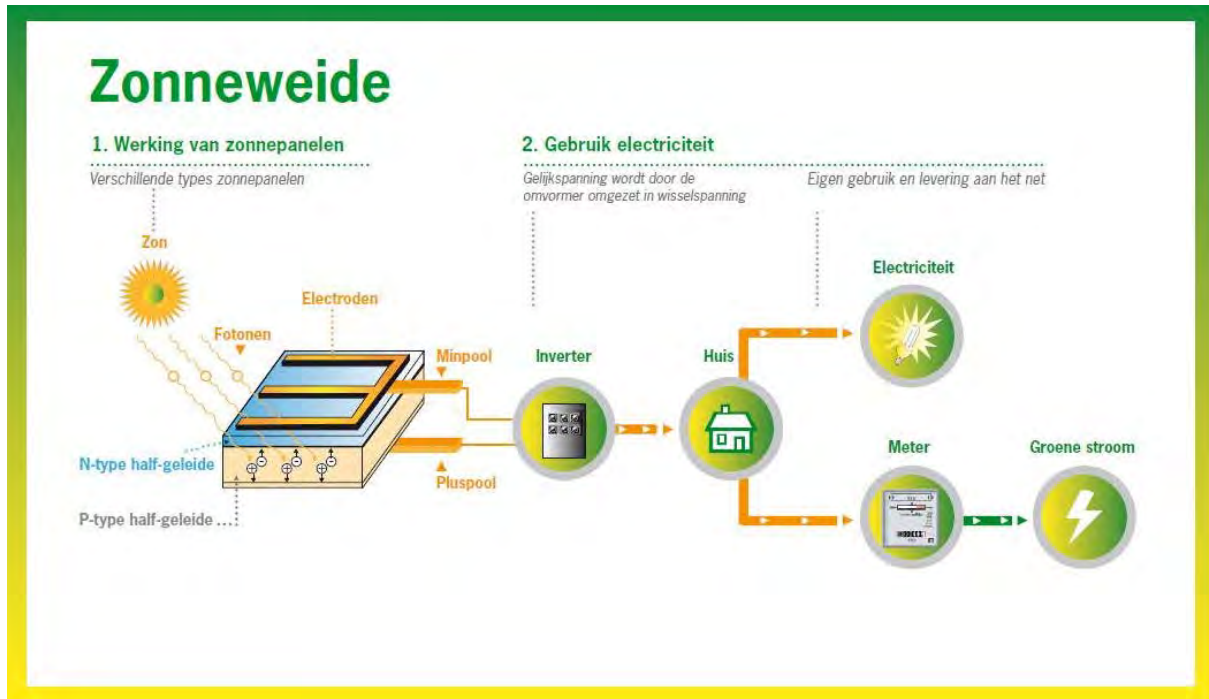 Zonneweide
1. Werking van zonnepanelen
Verschillende types zonnepanelen
Zon
Fotonen
Electroden
Minpool
Pluspool
N-type half-geleide
P-type half-geleide
2. Gebruik electriciteit
Gelijkspanning wordt door de
omvormer omgezet in wisselspanning
Eigen gebruik en levering aan het net
Inverter
Huis
Electriciteit
Meter
Groene stroom